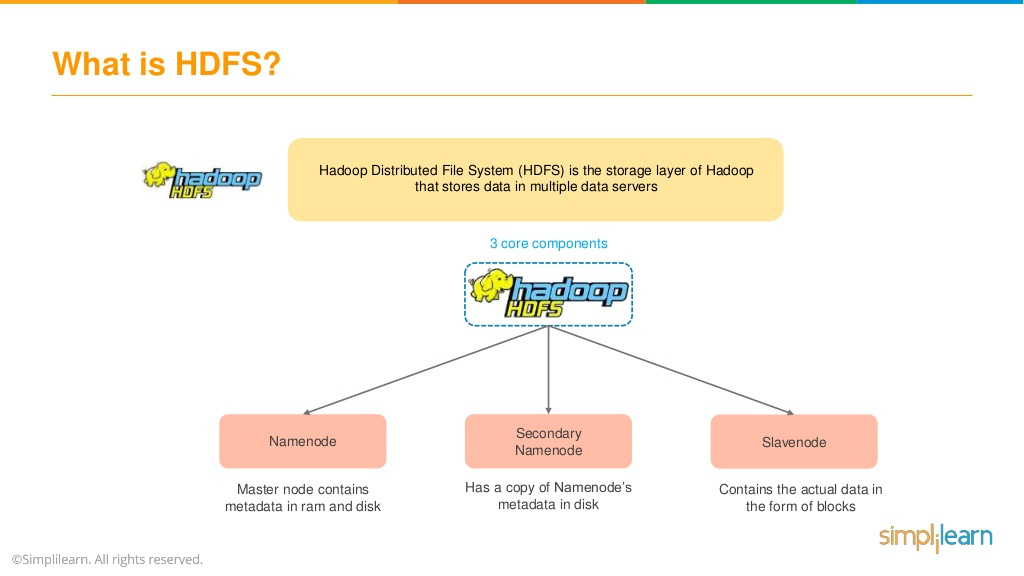 What is HDFS?
hadoop
HDFS
Hadoop Distributed File System (HDFS) is the storage layer of Hadoop
that stores data in multiple data servers
3 core components
hadoop
HDFS
Namenode
Secondary
Namenode
Slavenode
Master node contains
metadata in ram and disk
Has a copy of Namenode’s
metadata in disk
Contains the actual data in
the form of blocks
simplilearn
©Simplilearn. All rights reserved.